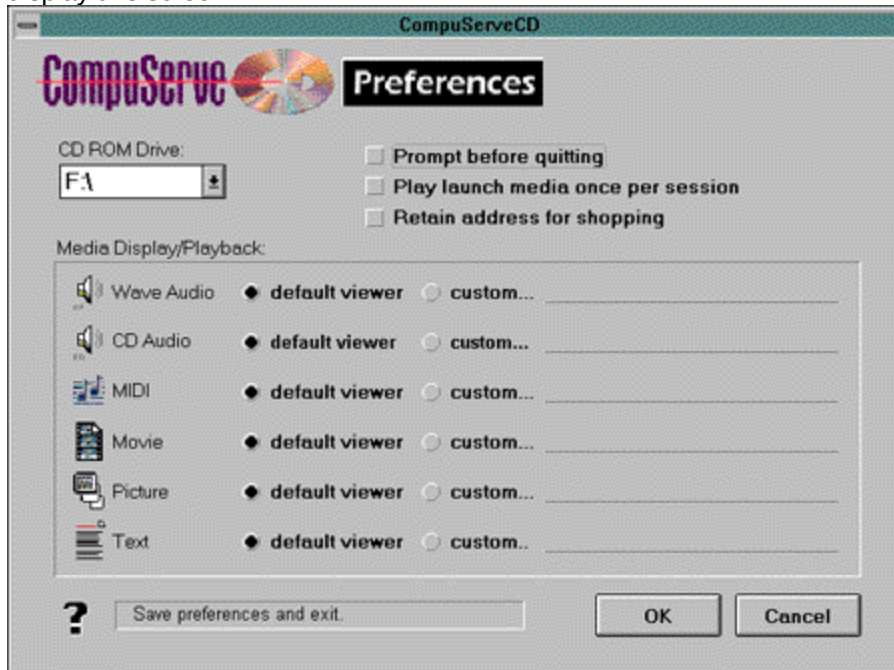 CompuServeCD
CompuServe Preferences
CD ROM Drive:
F:\
Prompt before quitting
Play launch media once per session
Retain address for shopping
Media Display/Playback:
Wave Audio default viewer custom...
CD Audio default viewer custom...
MIDI default viewer custom...
Movie default viewer custom...
Picture default viewer custom...
Text default viewer custom..
? Save preferences and exit. OK Cancel